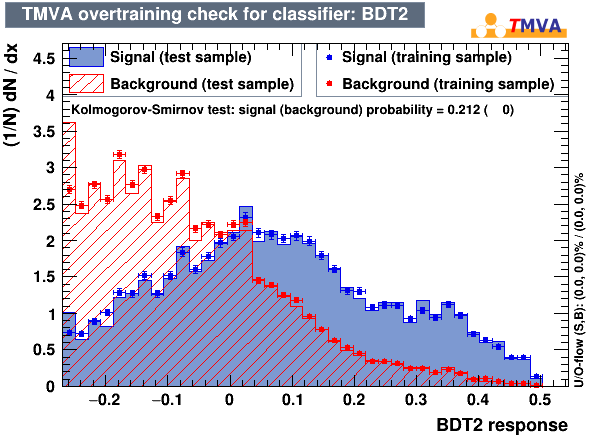 TMVA overtraining check for classifier: BDT2
TMVA
(1/N) dN / dx
Signal (test sample)
Background (test sample)
Signal (training sample)
Background (training sample)
Kolmogorov-Smirnov test: signal (background) probability = 0.212 ( 0)
4.5
4
3.5
3
2.5
2
1.5
1
0.5
0
−0.2 −0.1 0 0.1 0.2 0.3 0.4 0.5
BDT2 response
U/O-flow (S,B): (0.0, 0.0)% / (0.0, 0.0)%